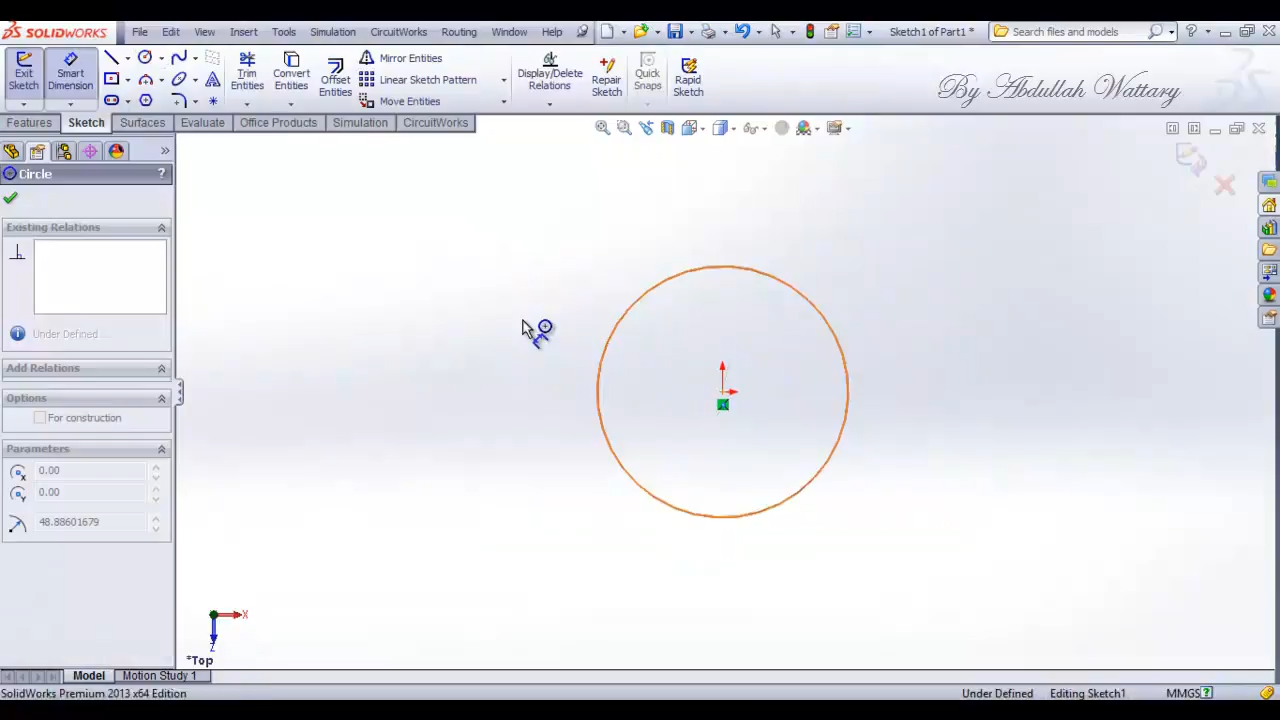 SOLIDWORKS File Edit View Insert Tools Simulation CircuitWorks Routing Window Help Sketch1 of Part1 * Search files and models
Exit Sketch
Smart Dimension
Trim Entities
Convert Entities
Offset Entities
Mirror Entities
Linear Sketch Pattern
Move Entities
Display/Delete Relations
Repair Sketch
Quick Snaps
Rapid Sketch
By Abdullah Wattary
Features Sketch Surfaces Evaluate Office Products Simulation CircuitWorks
Circle ?
Existing Relations
Under Defined
Add Relations
Options
For construction
Parameters
0.00
0.00
48.88601679
X
Z
*Top
Model Motion Study 1
SolidWorks Premium 2013 x64 Edition Under Defined Editing Sketch1 MMGS ?